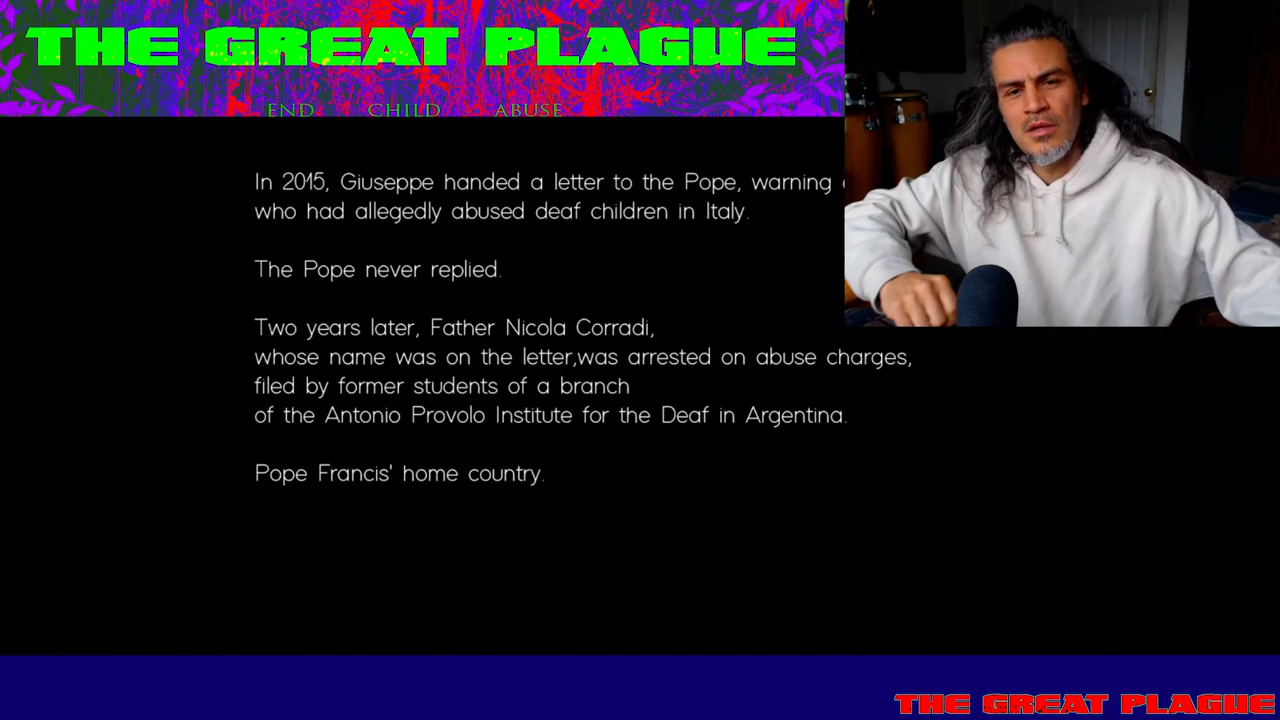 THE GREAT PLAGUE
END CHILD ABUSE
In 2015, Giuseppe handed a letter to the Pope, warning
who had allegedly abused deaf children in Italy.
The Pope never replied.
Two years later, Father Nicola Corradi,
whose name was on the letter,was arrested on abuse charges,
filed by former students of a branch
of the Antonio Provolo Institute for the Deaf in Argentina.
Pope Francis' home country.
THE GREAT PLAGUE